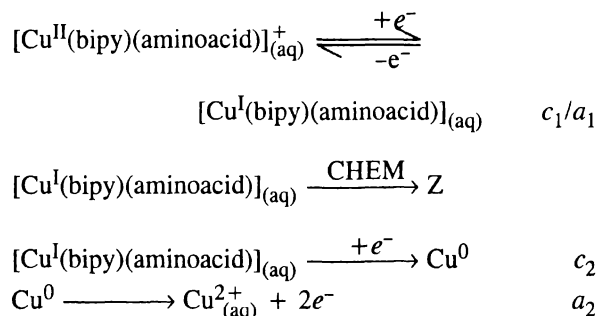 [Cu^II(bipy)(aminoacid)]^+_(aq) +e^- ⇌ -e^-
[Cu^I(bipy)(aminoacid)]_(aq) c_1/a_1
[Cu^I(bipy)(aminoacid)]_(aq) CHEM → Z
[Cu^I(bipy)(aminoacid)]_(aq) +e^- → Cu^0 c_2
Cu^0 → Cu^2+_(aq) + 2e^- a_2